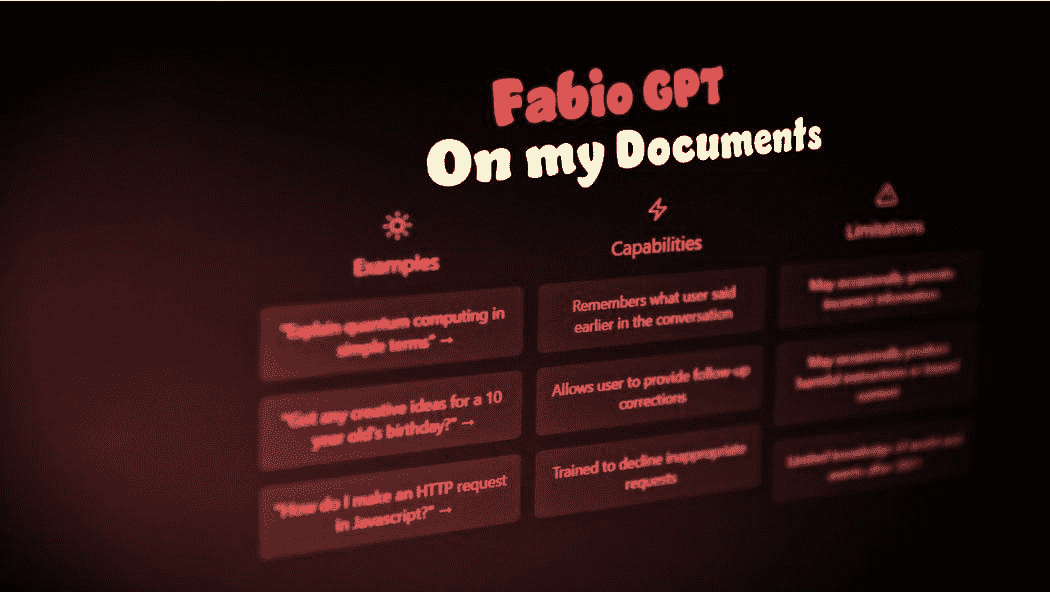 Fabio GPT
On my Documents
Examples
Capabilities
Limitations
"Explain quantum computing in
simple terms" →
Remembers what user said
earlier in the conversation
May occasionally generate
incorrect information
"Got any creative ideas for a 10
year old's birthday?" →
Allows user to provide follow-up
corrections
May occasionally produce
harmful instructions or biased
content
"How do I make an HTTP request
in Javascript?" →
Trained to decline inappropriate
requests
Limited knowledge of world and
events after 2021